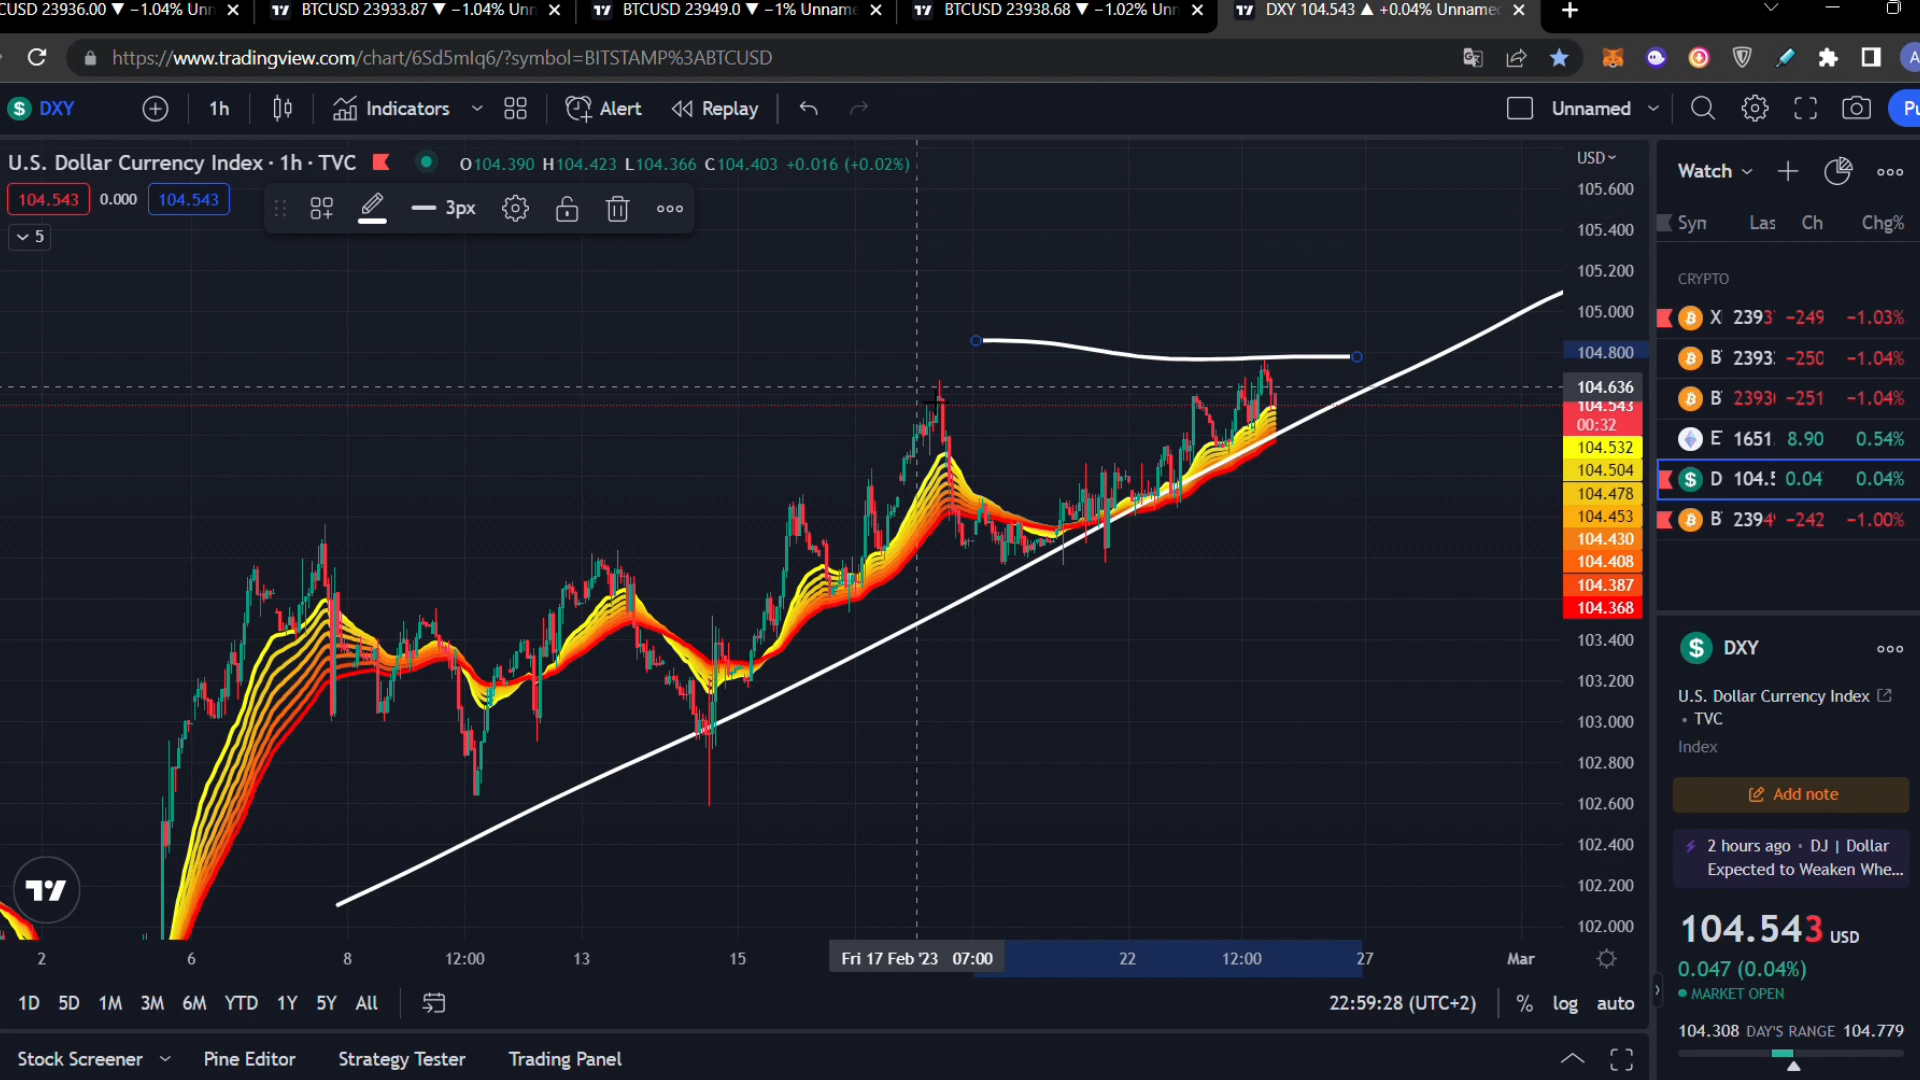 CUSD 23936.00 ▼ −1.04% Unn
BTCUSD 23933.87 ▼ −1.04% Unn
BTCUSD 23949.0 ▼ −1% Unname
BTCUSD 23938.68 ▼ −1.02% Unn
DXY 104.543 ▲ +0.04% Unname
https://www.tradingview.com/chart/6Sd5mIq6/?symbol=BITSTAMP%3ABTCUSD
$ DXY
1h
Indicators
Alert
Replay
Unnamed
Pu
U.S. Dollar Currency Index · 1h · TVC
O104.390 H104.423 L104.366 C104.403 +0.016 (+0.02%)
104.543 0.000 104.543
3px
5
USD
105.600
105.400
105.200
105.000
104.800
104.636
104.543
00:32
104.532
104.504
104.478
104.453
104.430
104.408
104.387
104.368
103.400
103.200
103.000
102.800
102.600
102.400
102.200
102.000
2 6 8 12:00 13 15 Fri 17 Feb '23 07:00 22 12:00 27 Mar
1D 5D 1M 3M 6M YTD 1Y 5Y All
22:59:28 (UTC+2) % log auto
Stock Screener Pine Editor Strategy Tester Trading Panel
Watch
Syn Las Ch Chg%
CRYPTO
X 2393 −249 −1.03%
B 2393 −250 −1.04%
B 2393 −251 −1.04%
E 1651. 8.90 0.54%
$ D 104.5 0.04 0.04%
B 2394 −242 −1.00%
$ DXY
U.S. Dollar Currency Index
• TVC
Index
Add note
2 hours ago • DJ | Dollar
Expected to Weaken Whe...
104.543 USD
0.047 (0.04%)
MARKET OPEN
104.308 DAY'S RANGE 104.779